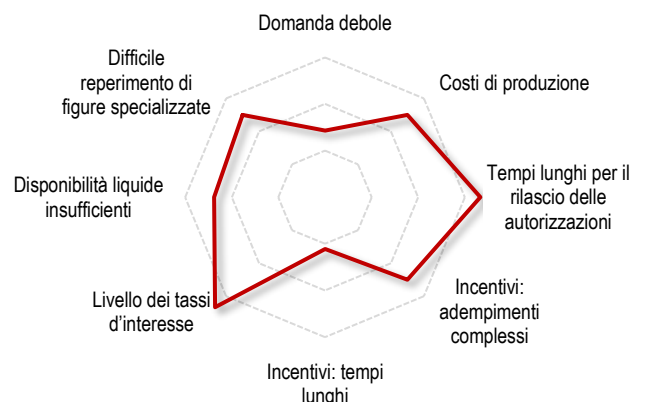 Domanda debole
Costi di produzione
Tempi lunghi per il
rilascio delle
autorizzazioni
Incentivi:
adempimenti
complessi
Incentivi: tempi
lunghi
Livello dei tassi
d'interesse
Disponibilità liquide
insufficienti
Difficile
reperimento di
figure specializzate